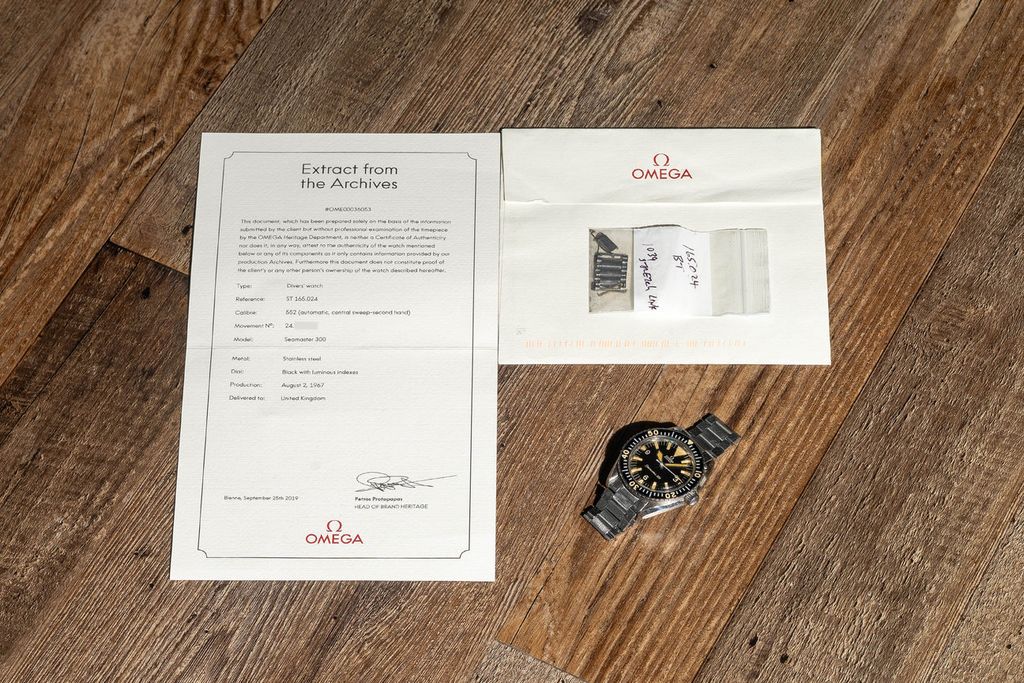 Extract from
the Archives
#OME00036053
This document, which has been prepared solely on the basis of the information
submitted by the client but without professional examination of the timepiece
by the OMEGA Heritage Department, is neither a Certificate of Authenticity
nor does it, in any way, attest to the authenticity of the watch mentioned
below or any of its components as it only contains information provided by our
production Archives. Furthermore this document does not constitute proof of
the client's or any other person's ownership of the watch described hereafter.
Type: Divers' watch
Reference: ST 165.024
Calibre: 552 (automatic, central sweep-second hand)
Movement N°: 24.
Model: Seamaster 300
Metal: Stainless steel
Dial: Black with luminous indexes
Production: August 2, 1967
Delivered to: United Kingdom
Bienne, September 25th 2019
Petros Protopapas
HEAD OF BRAND HERITAGE
Ω
OMEGA
Ω
OMEGA
165.024
BT
1039
Stretch Link
50
40
30
20